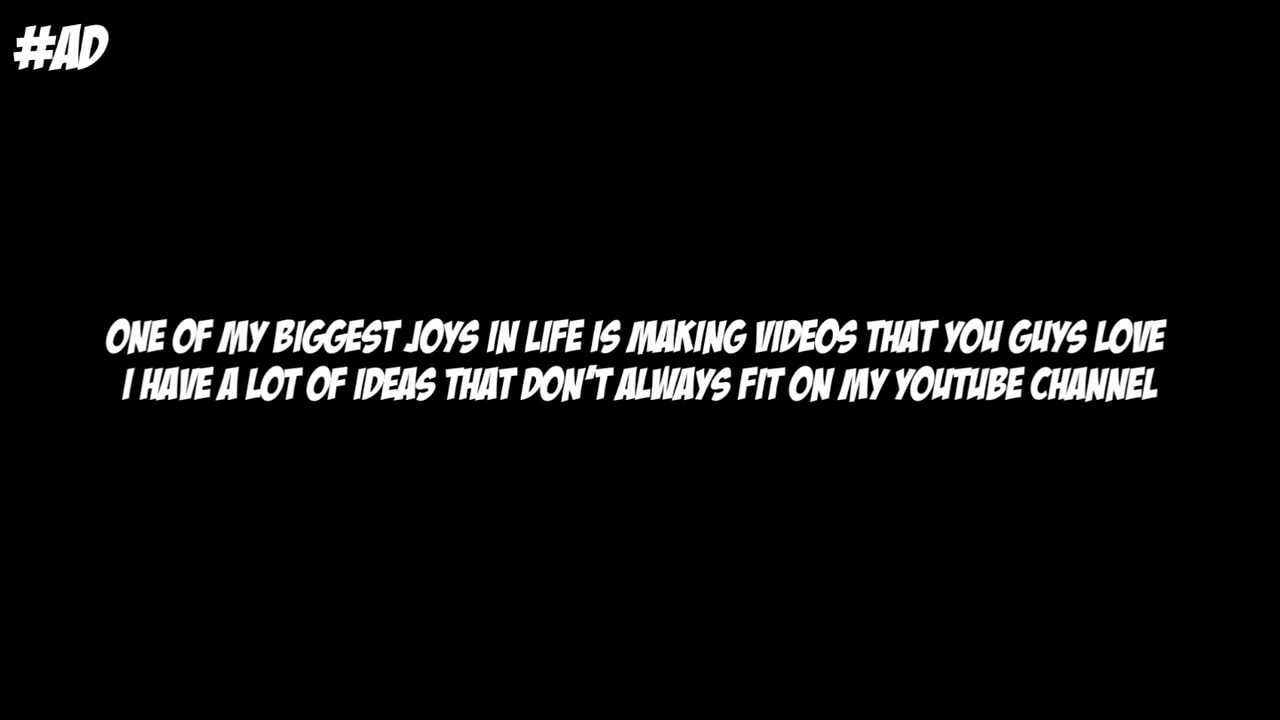 #AD
ONE OF MY BIGGEST JOYS IN LIFE IS MAKING VIDEOS THAT YOU GUYS LOVE
I HAVE A LOT OF IDEAS THAT DON'T ALWAYS FIT ON MY YOUTUBE CHANNEL